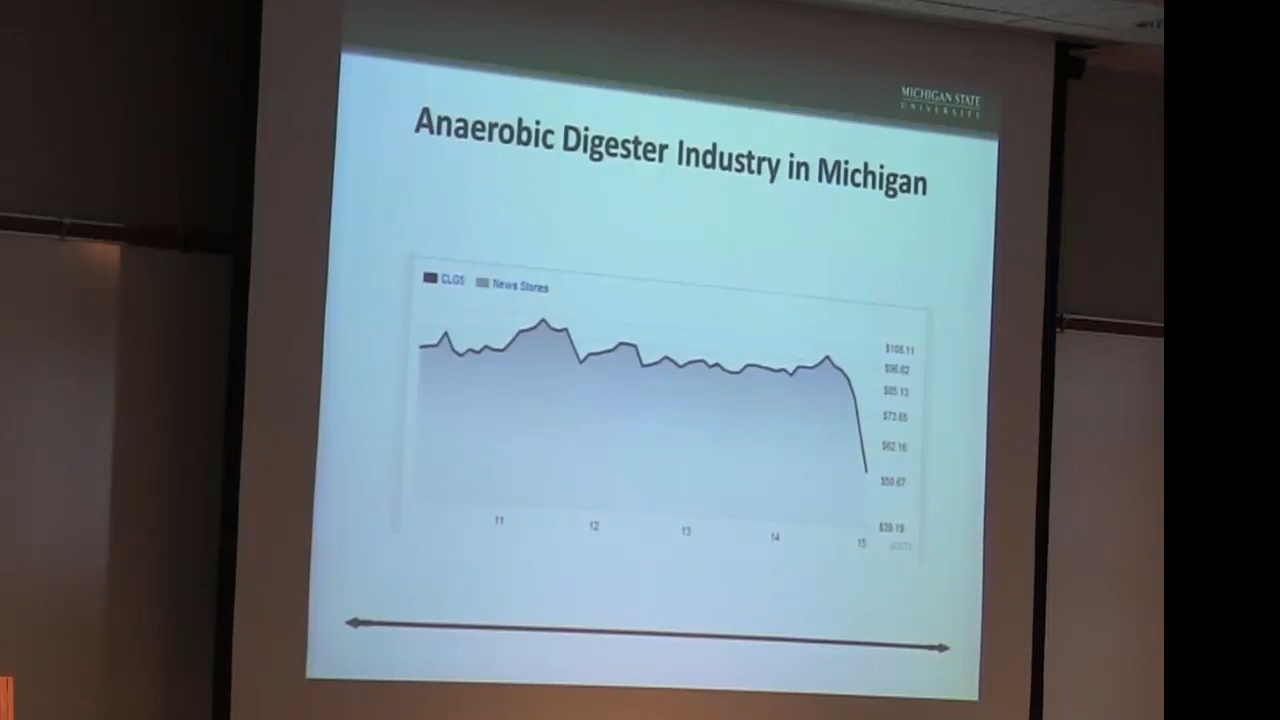 MICHIGAN STATE
UNIVERSITY
Anaerobic Digester Industry in Michigan
CLG5 News Stories
$108.11
$96.62
$85.13
$73.65
$62.16
$50.67
$39.19
11 12 13 14 15